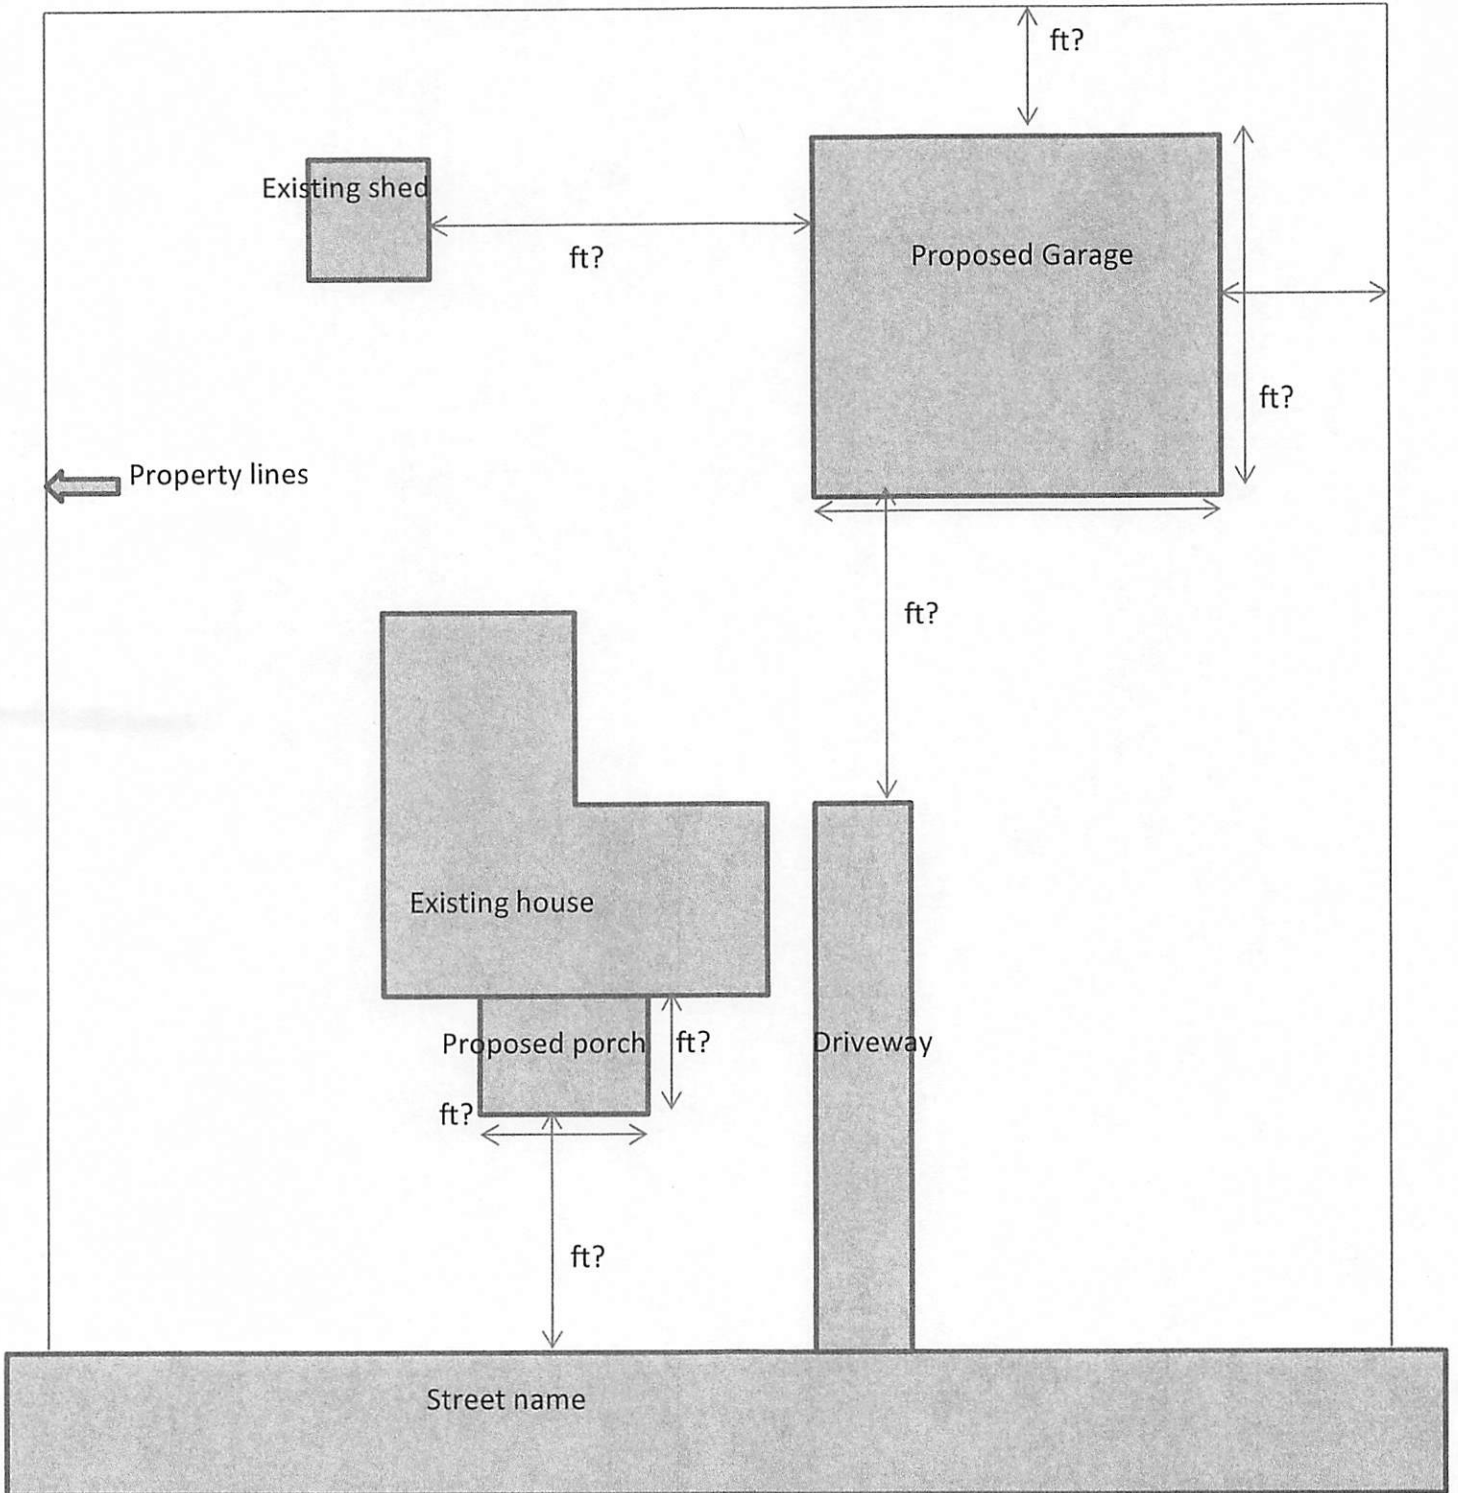 ft?
Existing shed
ft?
Proposed Garage
ft?
Property lines
ft?
Existing house
Proposed porch
ft?
Driveway
ft?
ft?
Street name